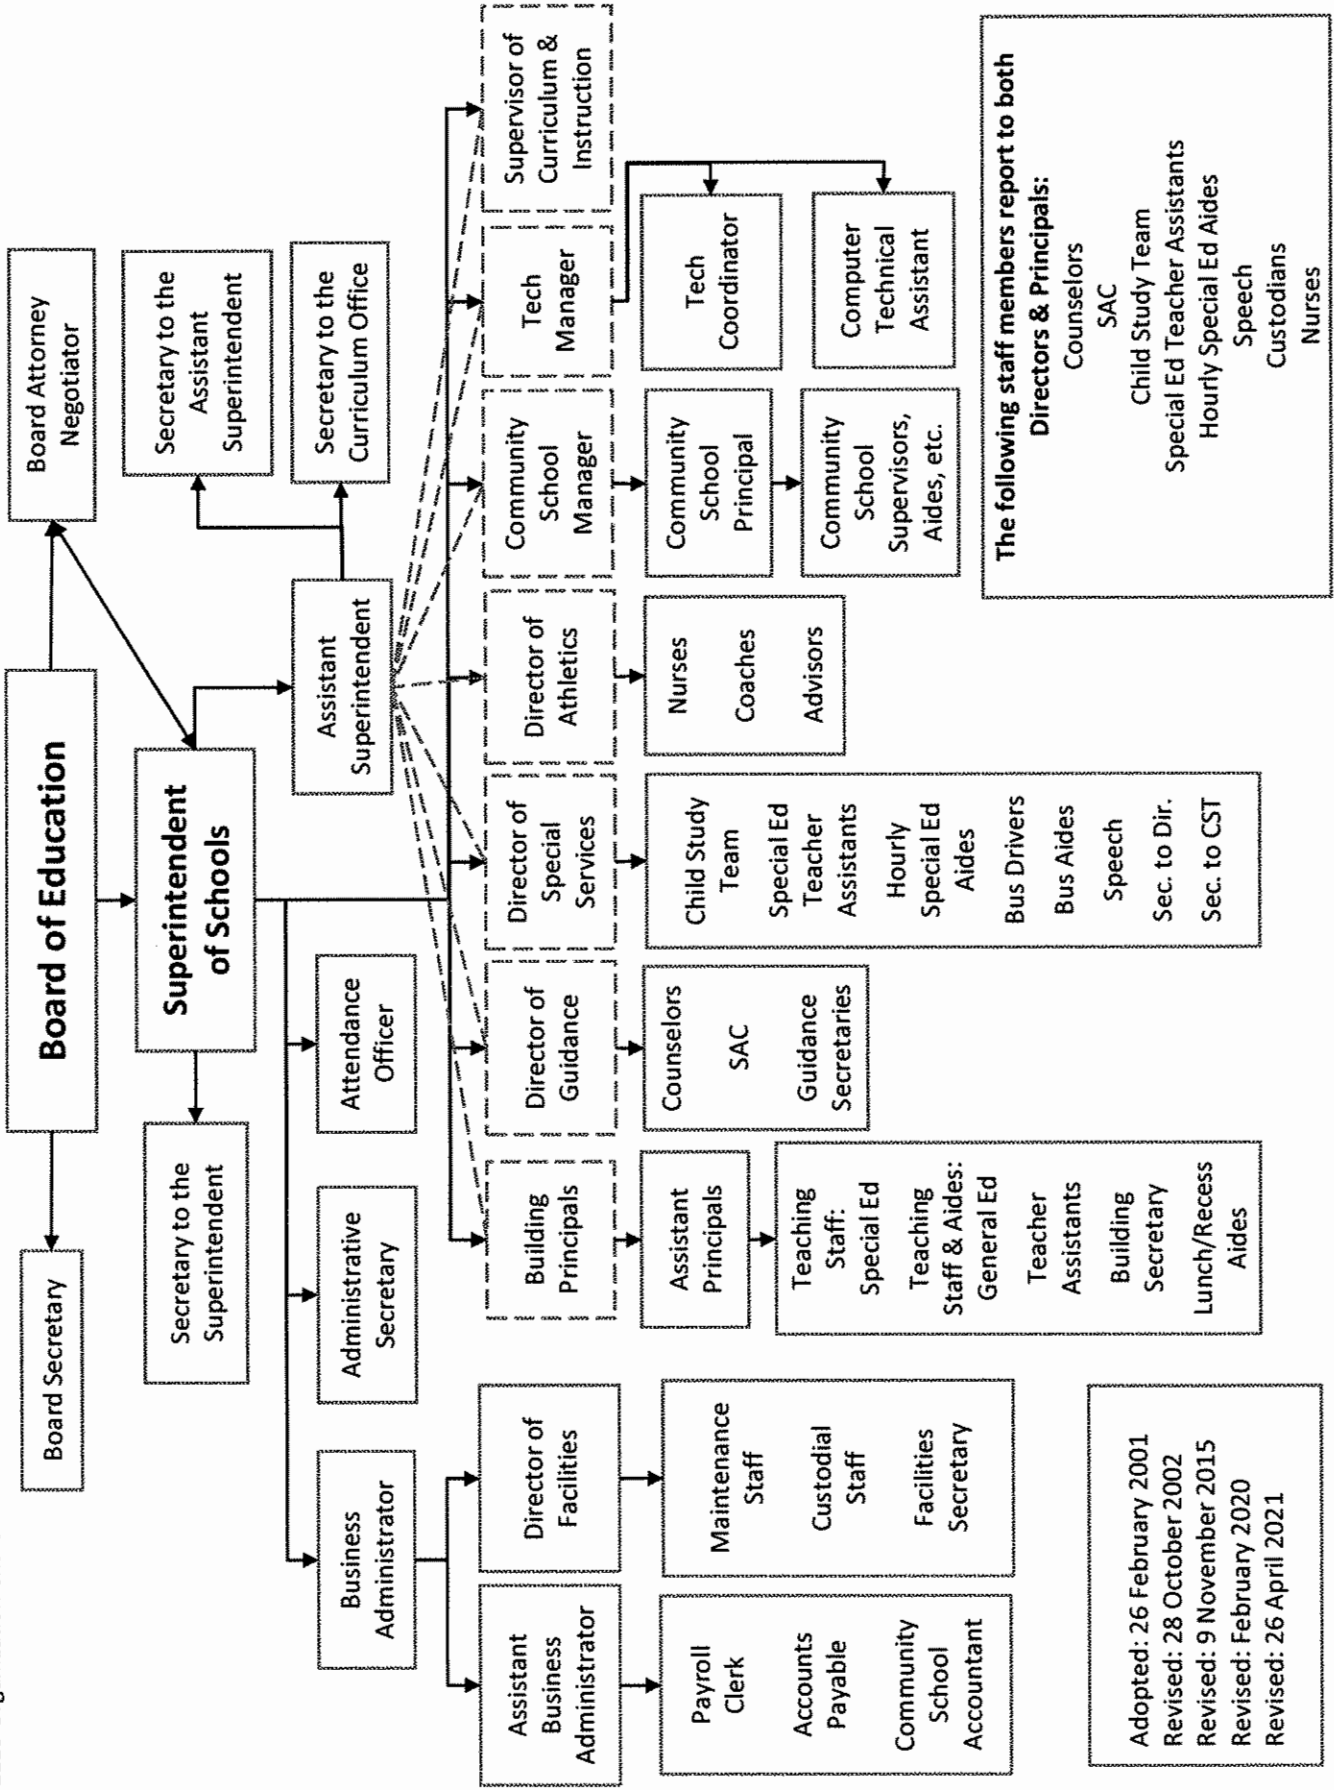 Board of Education
Board Secretary
Board Attorney
Negotiator
Superintendent
of Schools
Secretary to the
Superintendent
Secretary to the
Assistant
Superintendent
Assistant
Superintendent
Secretary to the
Curriculum Office
Business
Administrator
Administrative
Secretary
Attendance
Officer
Assistant
Business
Administrator
Director of
Facilities
Building
Principals
Director of
Guidance
Director of
Special
Services
Director of
Athletics
Community
School
Manager
Tech
Manager
Supervisor of
Curriculum &
Instruction
Payroll
Clerk
Accounts
Payable
Community
School
Accountant
Maintenance
Staff
Custodial
Staff
Facilities
Secretary
Assistant
Principals
Teaching
Staff:
Special Ed
Teaching
Staff & Aides:
General Ed
Teacher
Assistants
Building
Secretary
Lunch/Recess
Aides
Counselors
SAC
Guidance
Secretaries
Child Study
Team
Special Ed
Teacher
Assistants
Hourly
Special Ed
Aides
Bus Drivers
Bus Aides
Speech
Sec. to Dir.
Sec. to CST
Nurses
Coaches
Advisors
Community
School
Principal
Community
School
Supervisors,
Aides, etc.
Tech
Coordinator
Computer
Technical
Assistant
Adopted: 26 February 2001
Revised: 28 October 2002
Revised: 9 November 2015
Revised: February 2020
Revised: 26 April 2021
The following staff members report to both
Directors & Principals:
Counselors
SAC
Child Study Team
Special Ed Teacher Assistants
Hourly Special Ed Aides
Speech
Custodians
Nurses